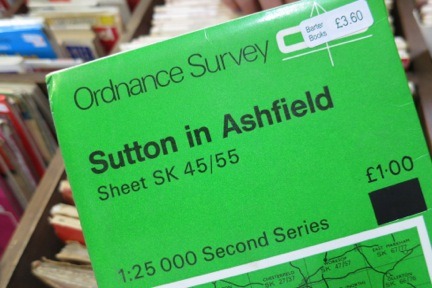 Barter
Books
£3.60
Ordnance Survey
Sutton in Ashfield
Sheet SK 45/55
£1·00
1:25 000 Second Series
CHESTERFIELD